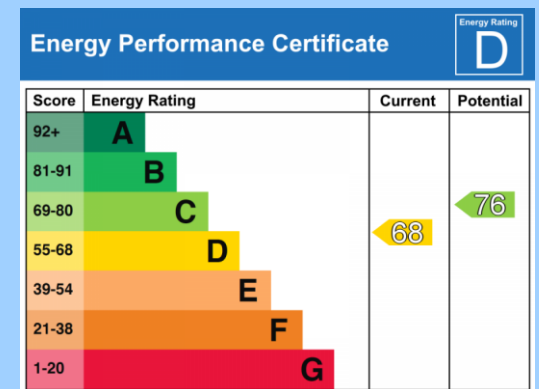 Energy Performance Certificate
Energy Rating
D
Score Energy Rating Current Potential
92+ A
81-91 B
69-80 C 76
55-68 D 68
39-54 E
21-38 F
1-20 G